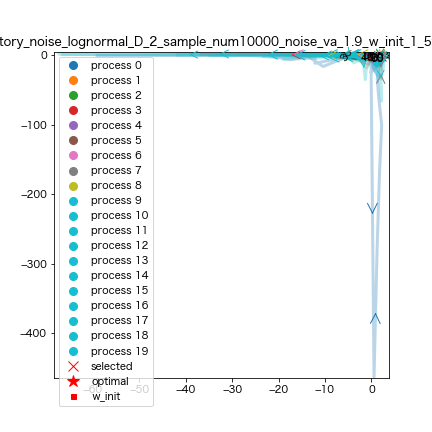 tory_noise_lognormal_D_2_sample_num10000_noise_va_1.9_w_init_1_5
0
−100
−200
−300
−400
process 0
process 1
process 2
process 3
process 4
process 5
process 6
process 7
process 8
process 9
process 10
process 11
process 12
process 13
process 14
process 15
process 16
process 17
process 18
process 19
selected
optimal
w_init
−60 −50 −40 −30 −20 −10 0